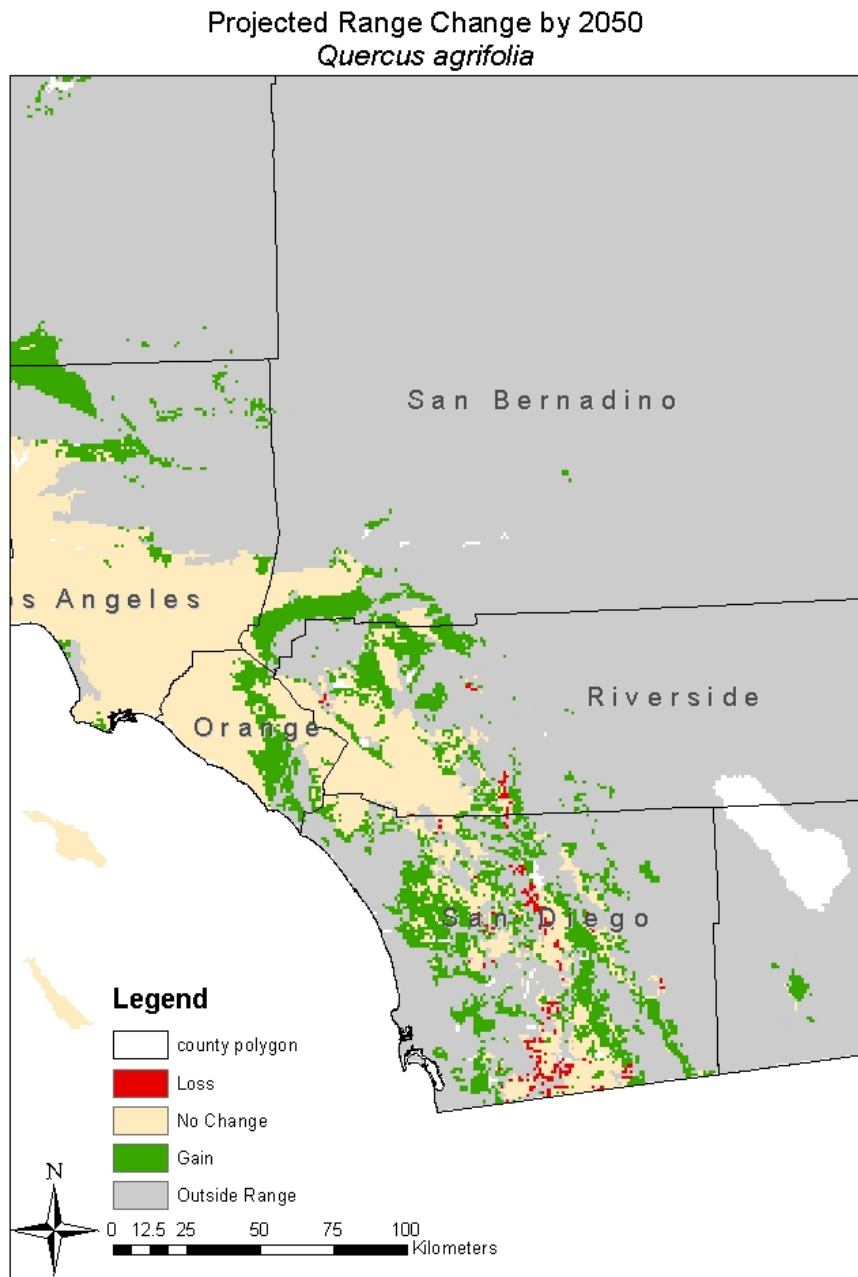 Projected Range Change by 2050
Quercus agrifolia
San Bernadino
os Angeles
Riverside
Orange
San Diego
Legend
county polygon
Loss
No Change
Gain
Outside Range
N
0 12.5 25 50 75 100
Kilometers